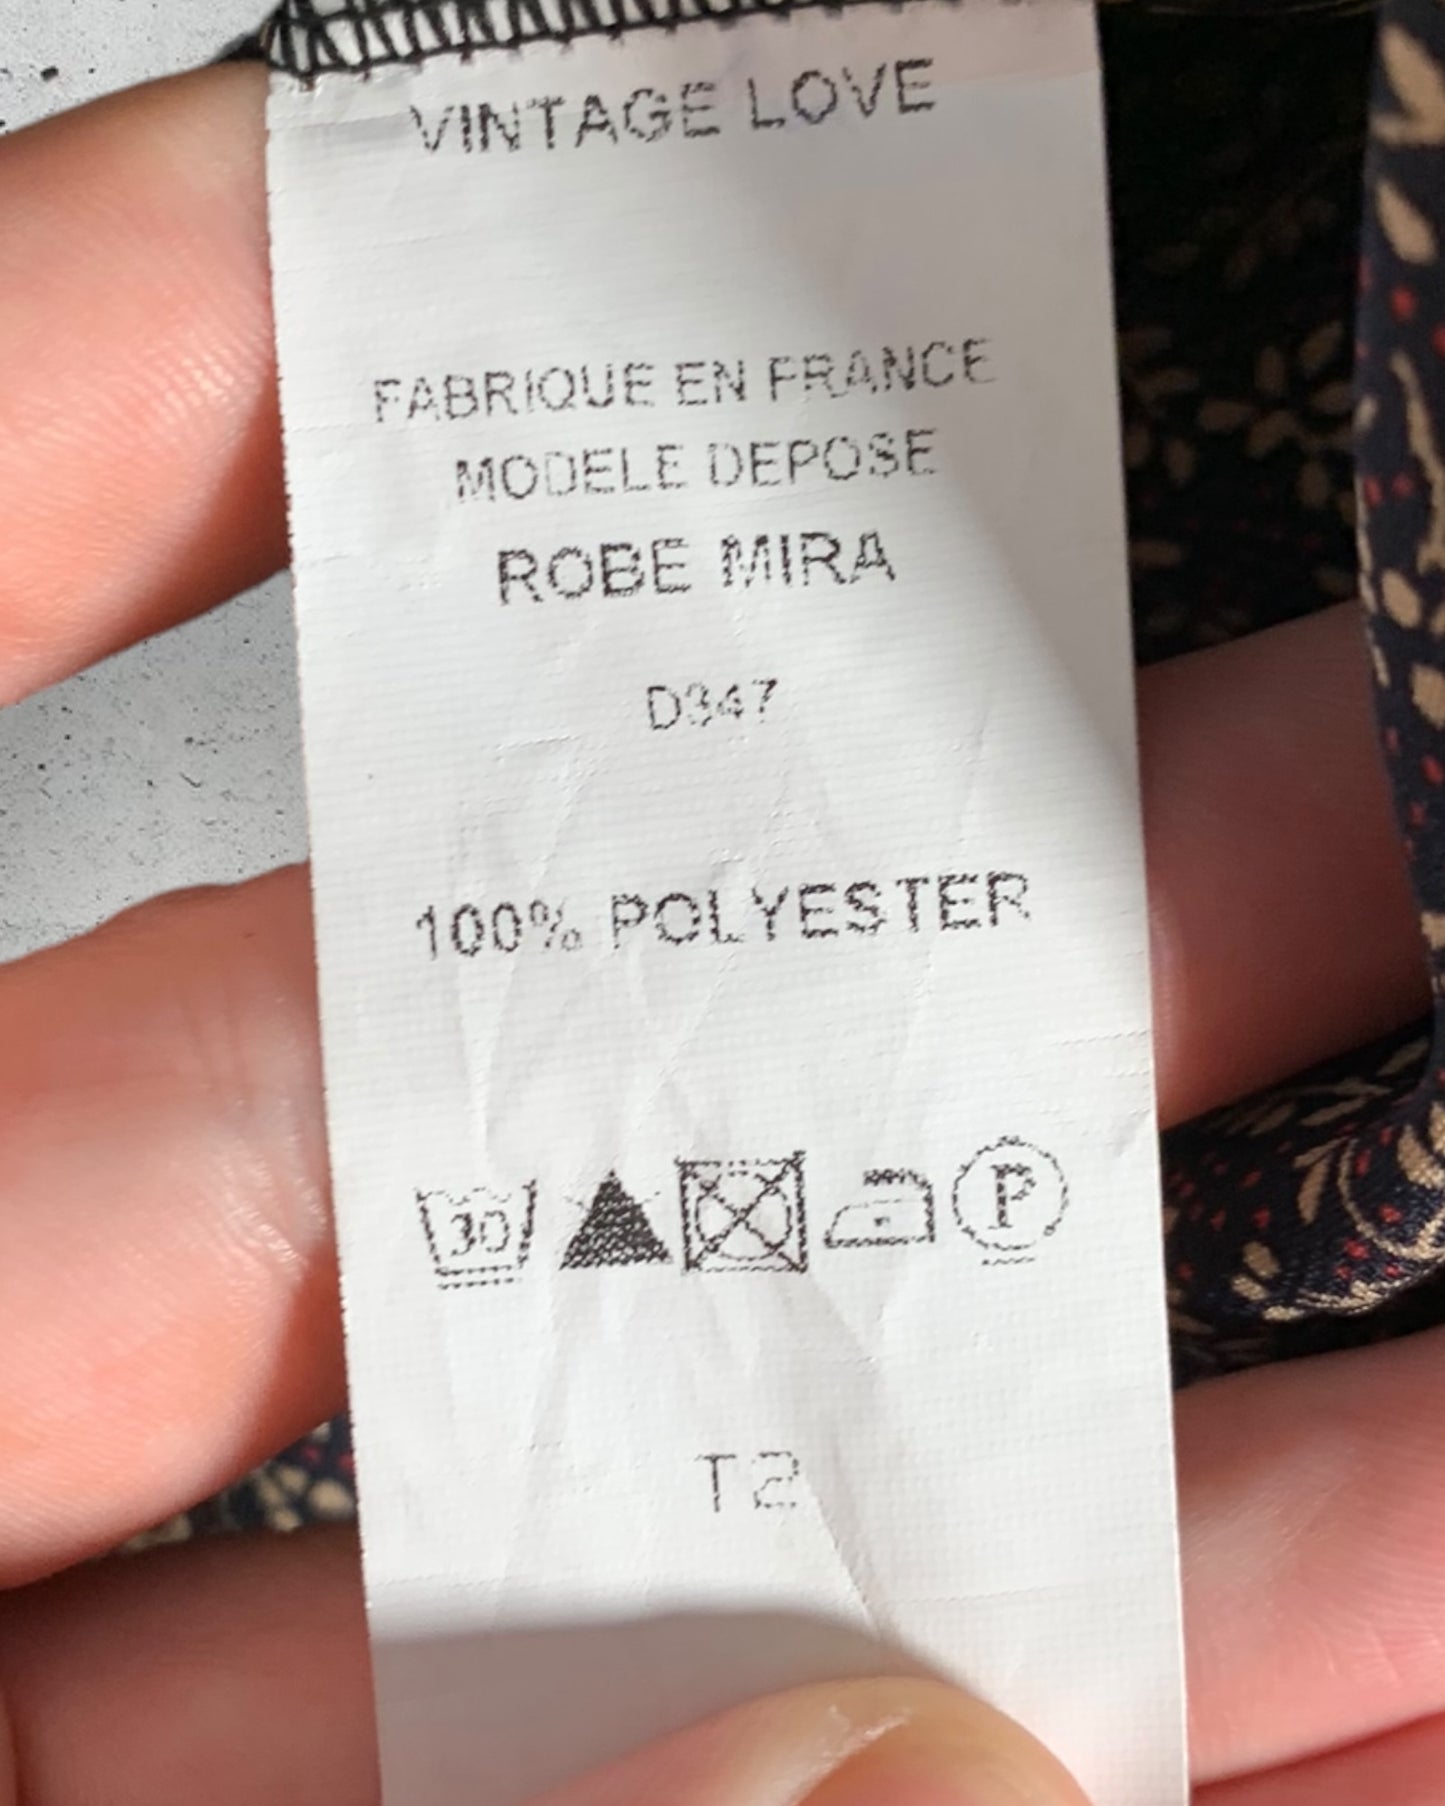 VINTAGE LOVE
FABRIQUE EN FRANCE
MODELE DEPOSE
ROBE MIRA
D347
100% POLYESTER
30 P
T2